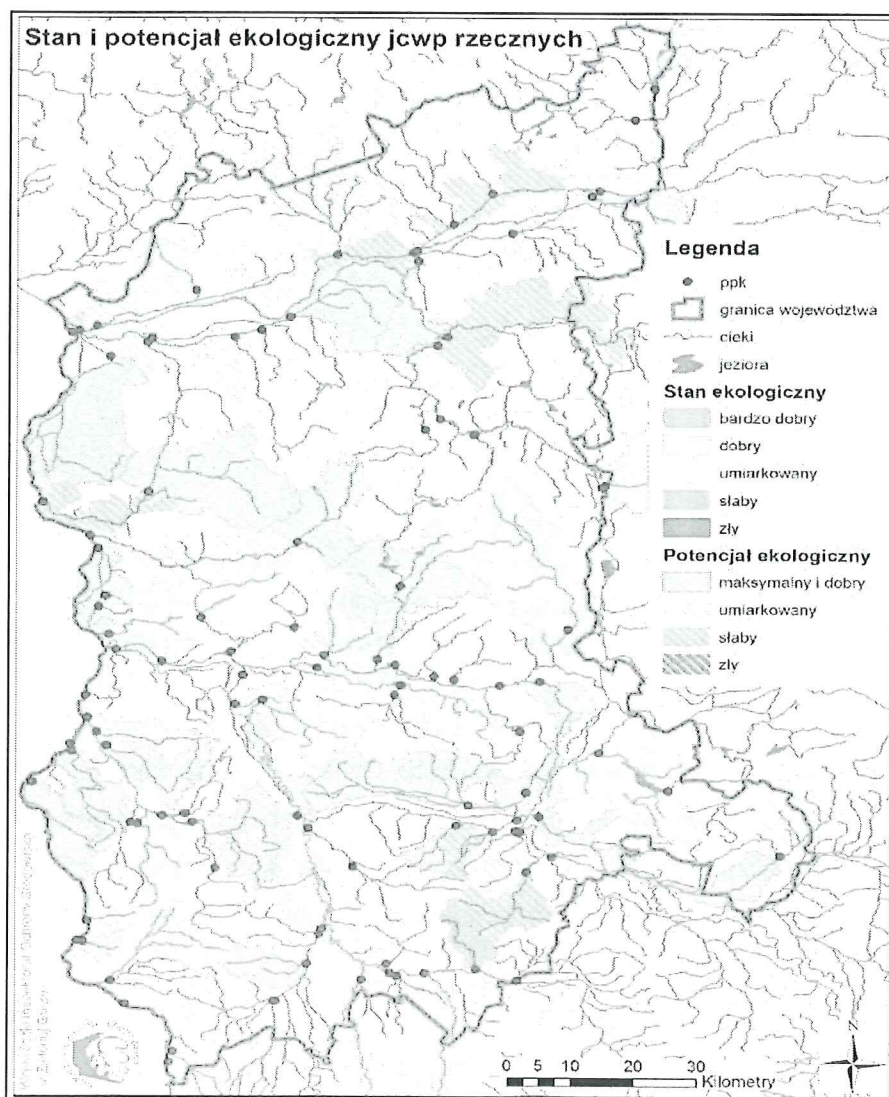 Stan i potencjał ekologiczny jcwp rzecznych
Legenda
ppk
granica województwa
cieki
jeziora
Stan ekologiczny
bardzo dobry
dobry
umiarkowany
słaby
zły
Potencjał ekologiczny
maksymalny i dobry
umiarkowany
słaby
zły
N
0 5 10 20 30
Kilometry